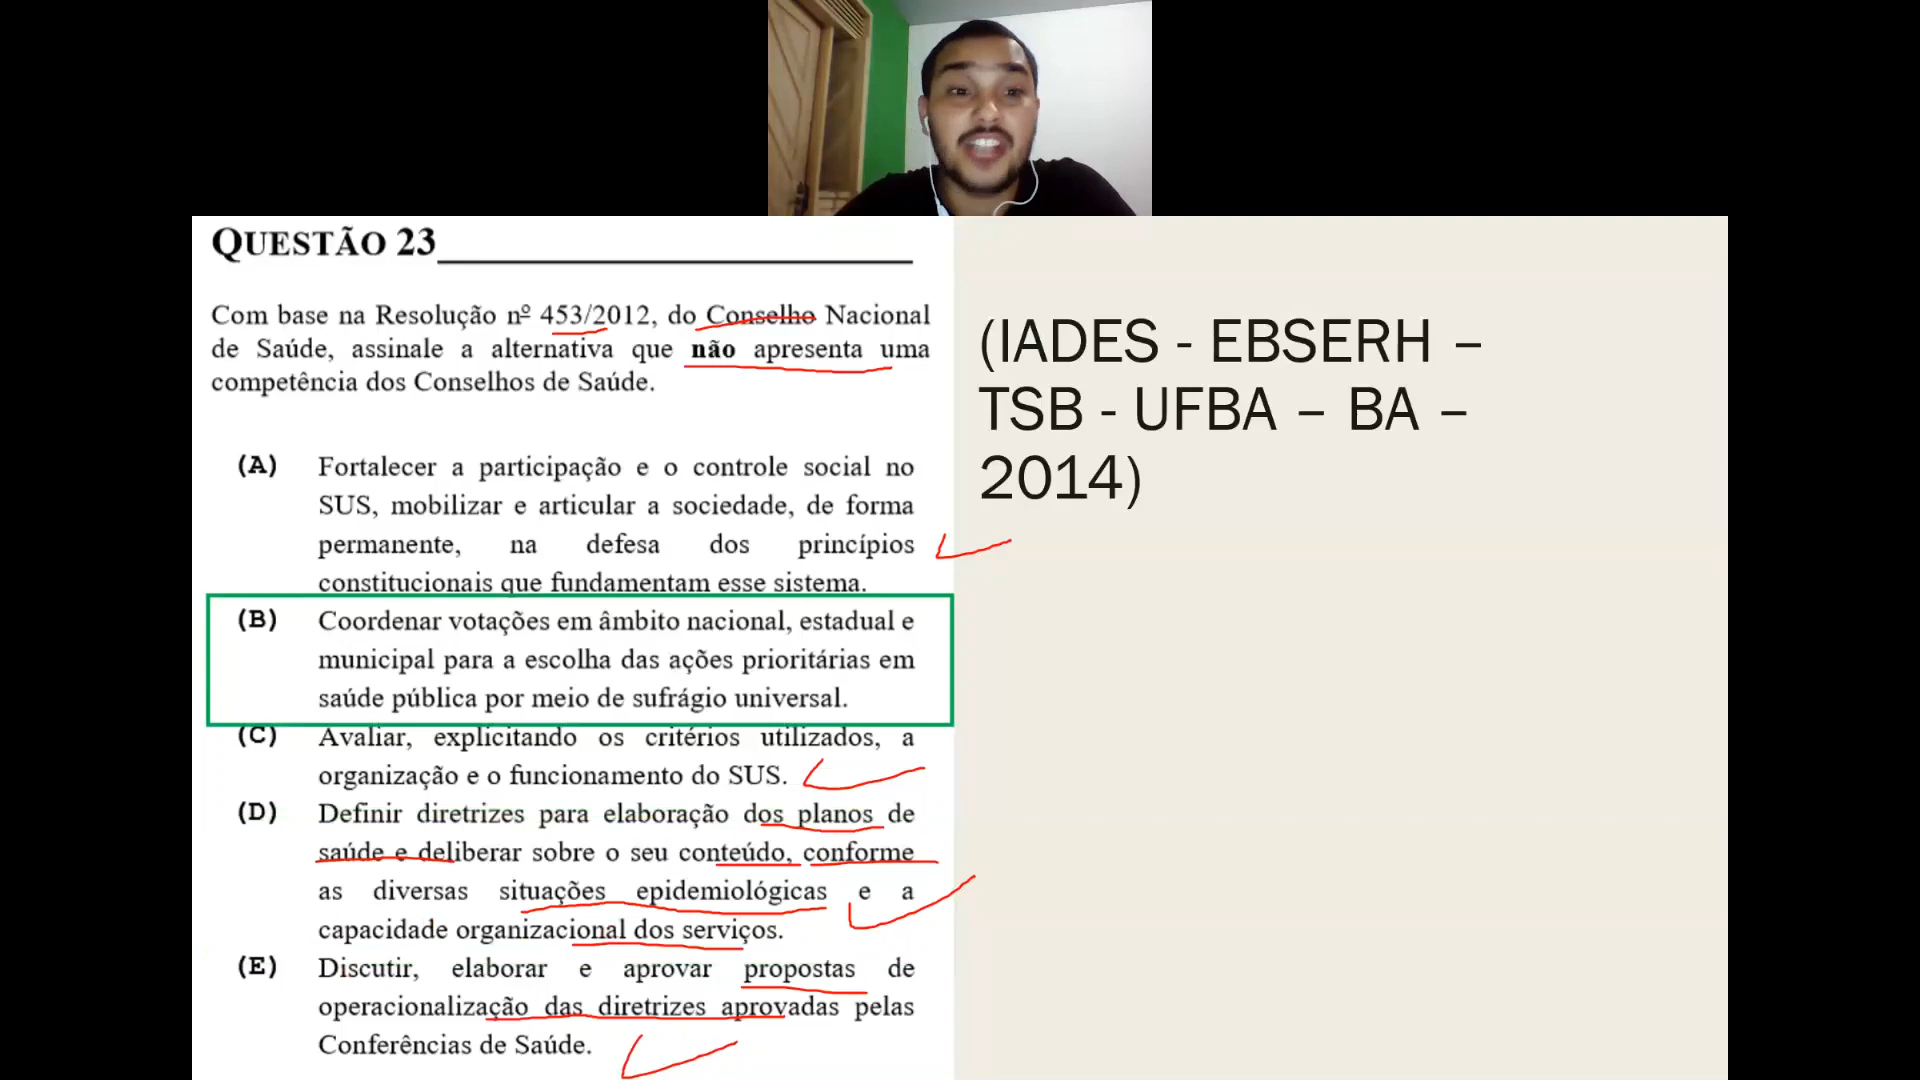 QUESTÃO 23
Com base na Resolução nº 453/2012, do Conselho Nacional
de Saúde, assinale a alternativa que não apresenta uma
competência dos Conselhos de Saúde.
(A) Fortalecer a participação e o controle social no
SUS, mobilizar e articular a sociedade, de forma
permanente, na defesa dos princípios
constitucionais que fundamentam esse sistema.
(B) Coordenar votações em âmbito nacional, estadual e
municipal para a escolha das ações prioritárias em
saúde pública por meio de sufrágio universal.
(C) Avaliar, explicitando os critérios utilizados, a
organização e o funcionamento do SUS.
(D) Definir diretrizes para elaboração dos planos de
saúde e deliberar sobre o seu conteúdo, conforme
as diversas situações epidemiológicas e a
capacidade organizacional dos serviços.
(E) Discutir, elaborar e aprovar propostas de
operacionalização das diretrizes aprovadas pelas
Conferências de Saúde.
(IADES - EBSERH –
TSB - UFBA – BA –
2014)